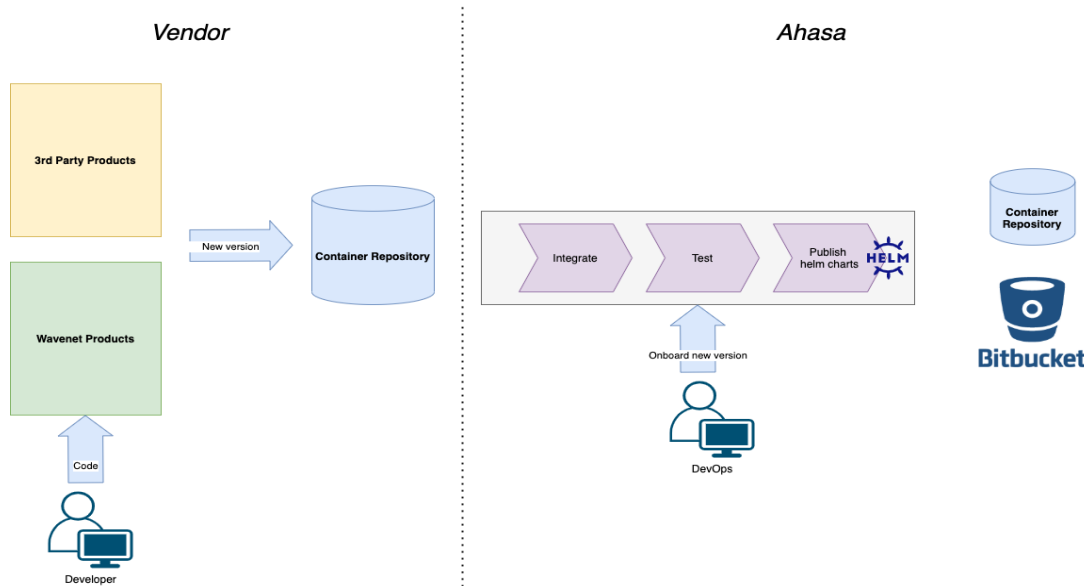 Vendor
Ahasa
3rd Party Products
New version
Container Repository
Wavenet Products
Code
Developer
Integrate
Test
Publish
helm charts
HELM
Onboard new version
DevOps
Container
Repository
Bitbucket